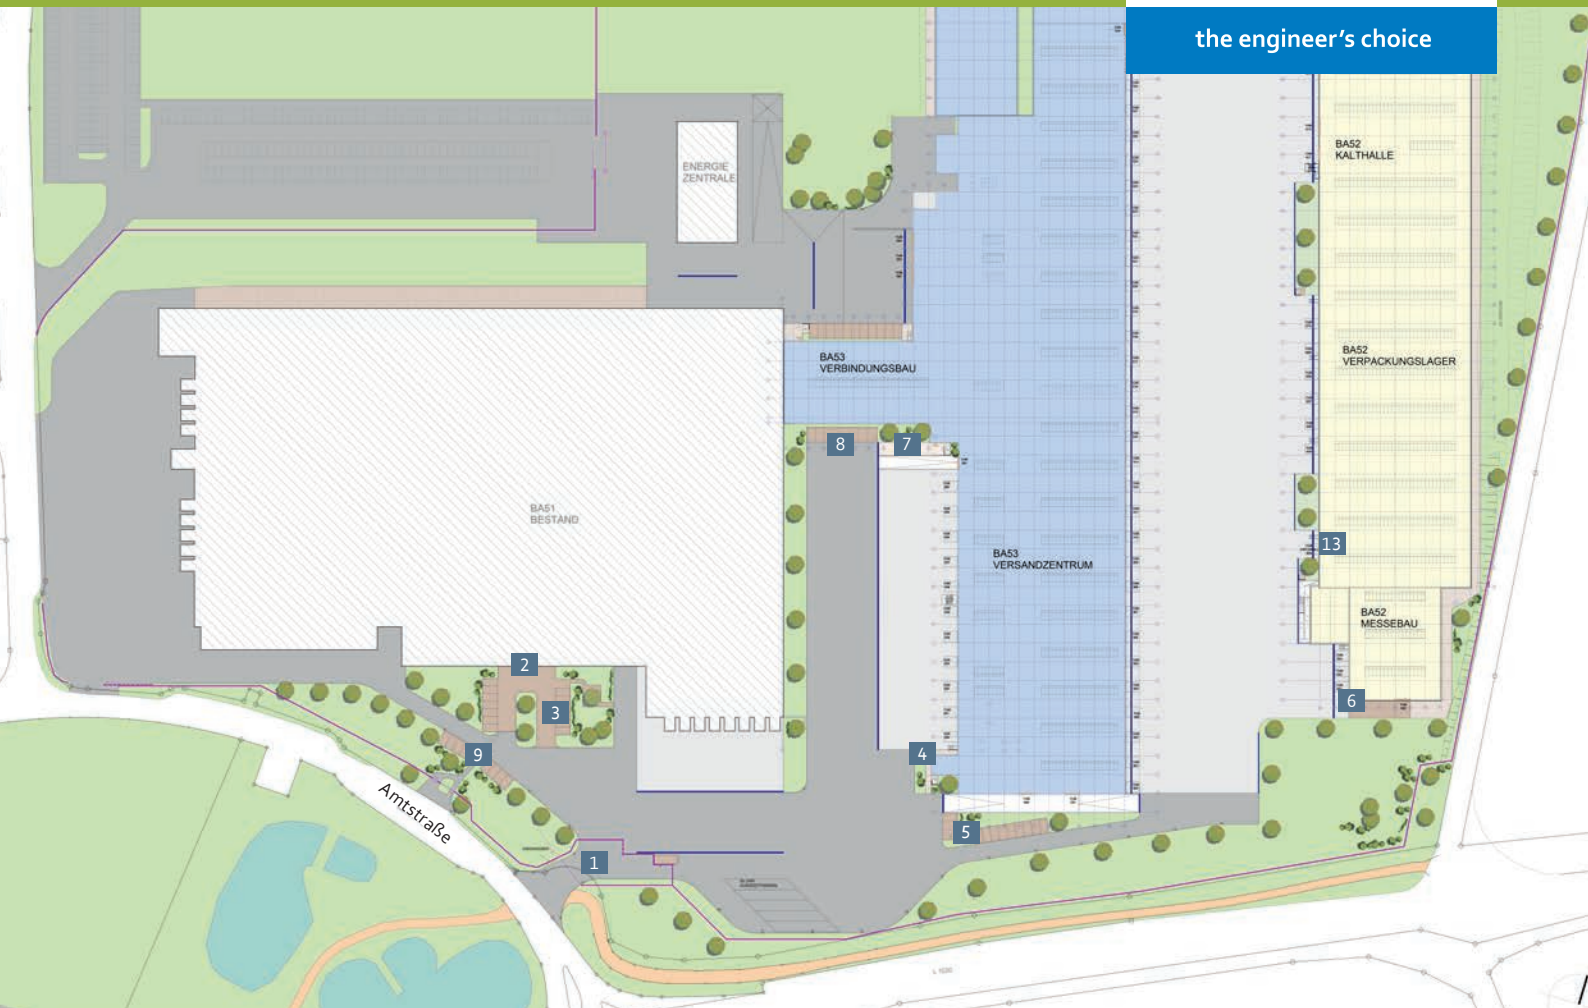 the engineer's choice
ENERGIE
ZENTRALE
BA52
KALTHALLE
BA53
VERBINDUNGSBAU
BA52
VERPACKUNGSLAGER
8
7
BA51
BESTAND
BA53
VERSANDZENTRUM
13
BA52
MESSEBAU
2
3
6
9
4
Amtstraße
5
1